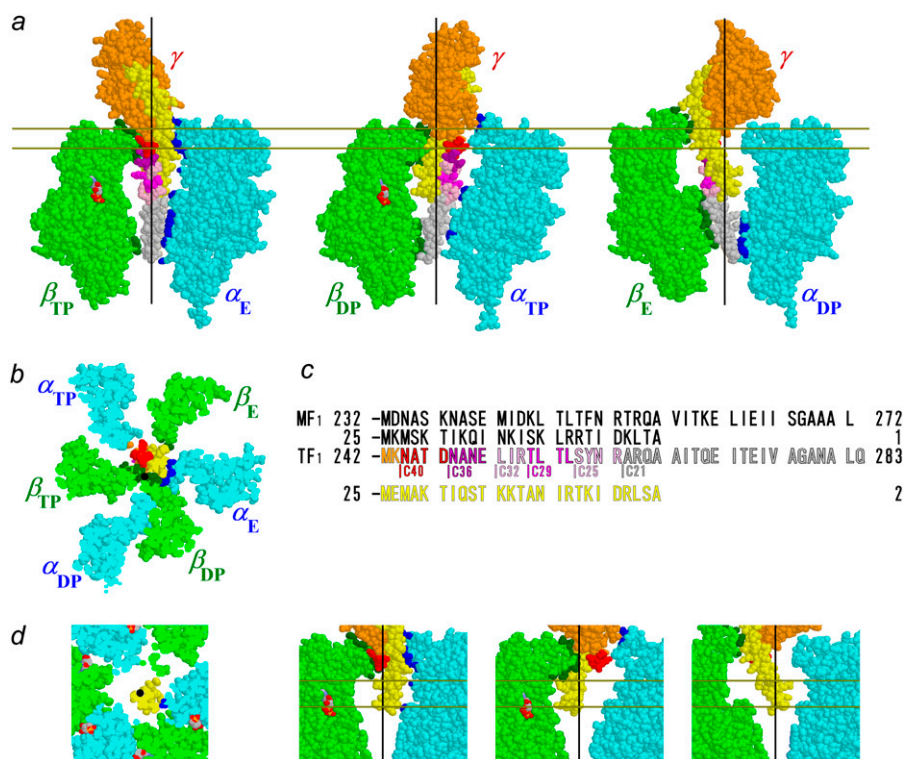 a
γ γ γ
β TP α E β DP α TP β E α DP
b
α TP β E β TP α E α DP β DP
c
MF1 232 -MDNAS KNASE MIDKL TLTFN RTRQA VITKE LIEII SGAAA L 272
25 -MKMSK TIKQI NKISK LRRTI DKLTA 1
TF1 242 -MKNAT DNANE LIRTL TLSYN RARQA AITQE ITEIV AGANA LQ 283
|C40 |C36 |C32 |C29 |C25 |C21
25 -MEMAK TIQST KKTAN IRTKI DRLSA 2
d